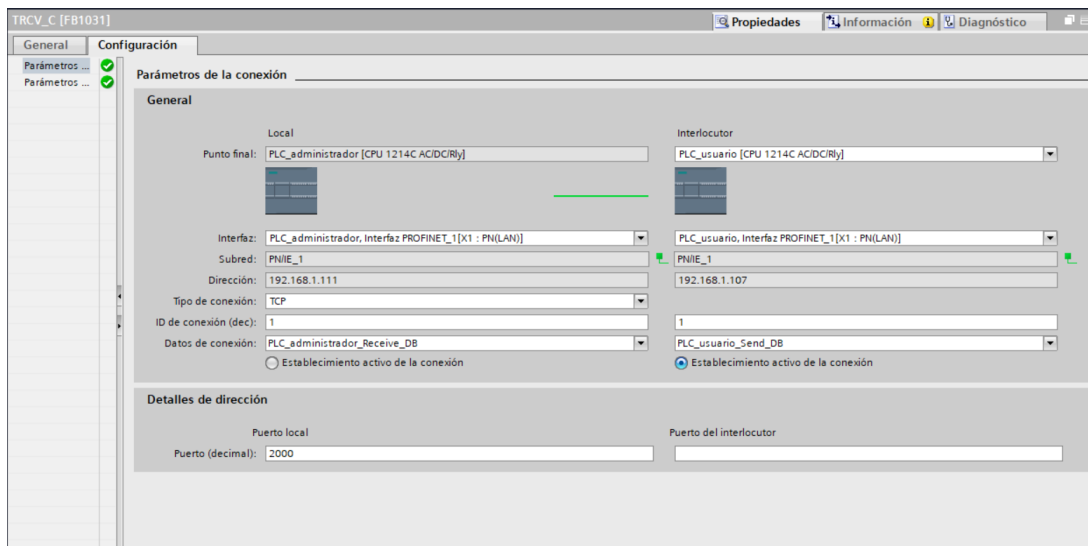 TRCV_C [FB1031]
Propiedades Información Diagnóstico
General Configuración
Parámetros ...
Parámetros ...
Parámetros de la conexión
General
Local Interlocutor
Punto final: PLC_administrador [CPU 1214C AC/DC/Rly] PLC_usuario [CPU 1214C AC/DC/Rly]
Interfaz: PLC_administrador, Interfaz PROFINET_1[X1 : PN(LAN)] PLC_usuario, Interfaz PROFINET_1[X1 : PN(LAN)]
Subred: PN/IE_1 PN/IE_1
Dirección: 192.168.1.111 192.168.1.107
Tipo de conexión: TCP
ID de conexión (dec): 1 1
Datos de conexión: PLC_administrador_Receive_DB PLC_usuario_Send_DB
Establecimiento activo de la conexión Establecimiento activo de la conexión
Detalles de dirección
Puerto local Puerto del interlocutor
Puerto (decimal): 2000